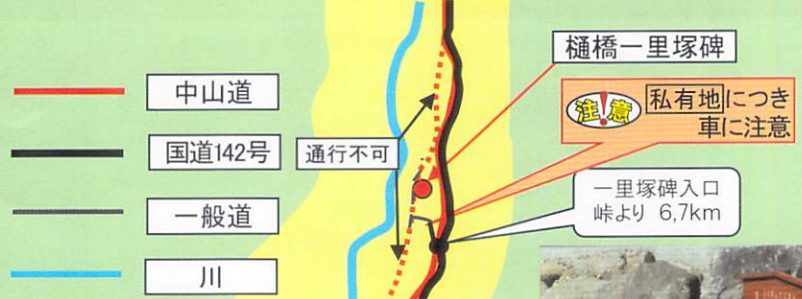 樋橋一里塚碑
中山道
注!意
私有地につき
車に注意
国道142号
通行不可
一里塚碑入口
峠より 6,7km
一般道
川